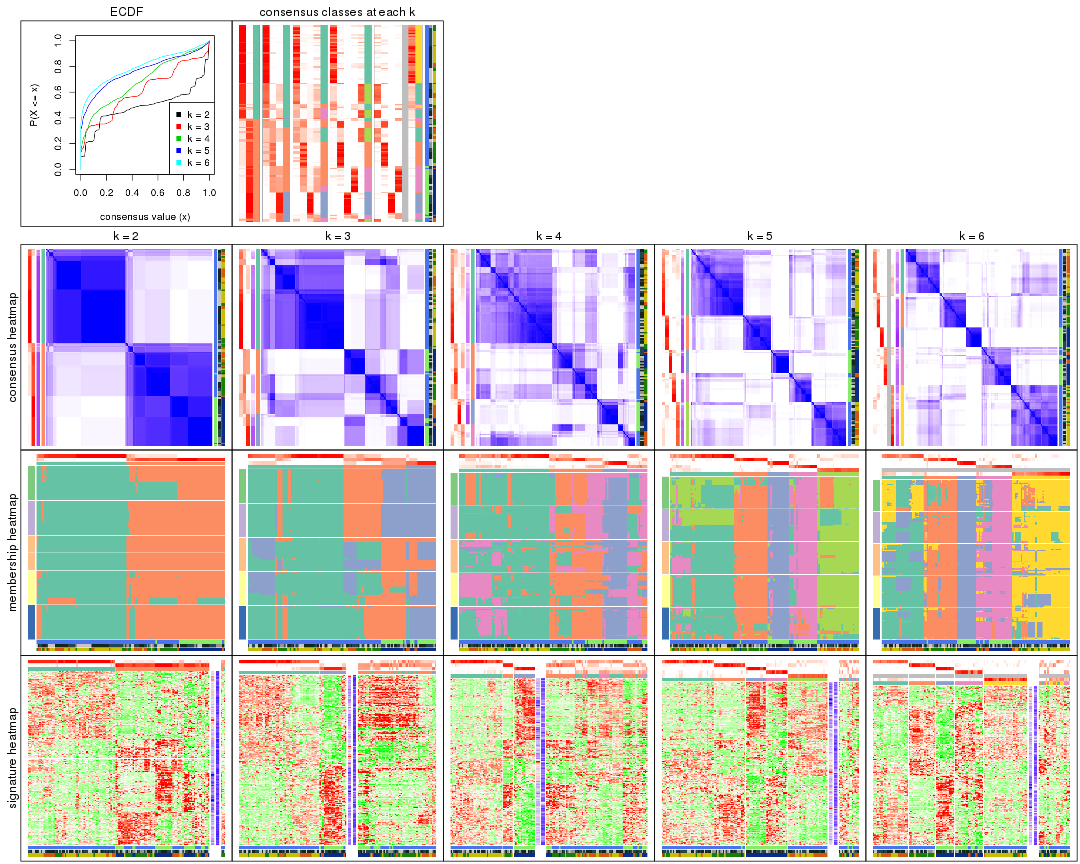 ECDF
consensus classes at each k
P(X <= x)
1.0
0.8
0.6
0.4
0.2
0.0
k = 2
k = 3
k = 4
k = 5
k = 6
0.0 0.2 0.4 0.6 0.8 1.0
consensus value (x)
k = 2 k = 3 k = 4 k = 5 k = 6
consensus heatmap
membership heatmap
signature heatmap